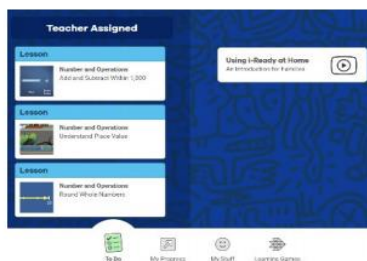 Teacher Assigned
Lesson
Number and Operations
Add and Subtract Within 1,000
Lesson
Number and Operations
Understand Place Value
Lesson
Number and Operations
Round Whole Numbers
Using i-Ready at Home
An Introduction for Families
To Do
My Progress
My Stuff
Learning Games